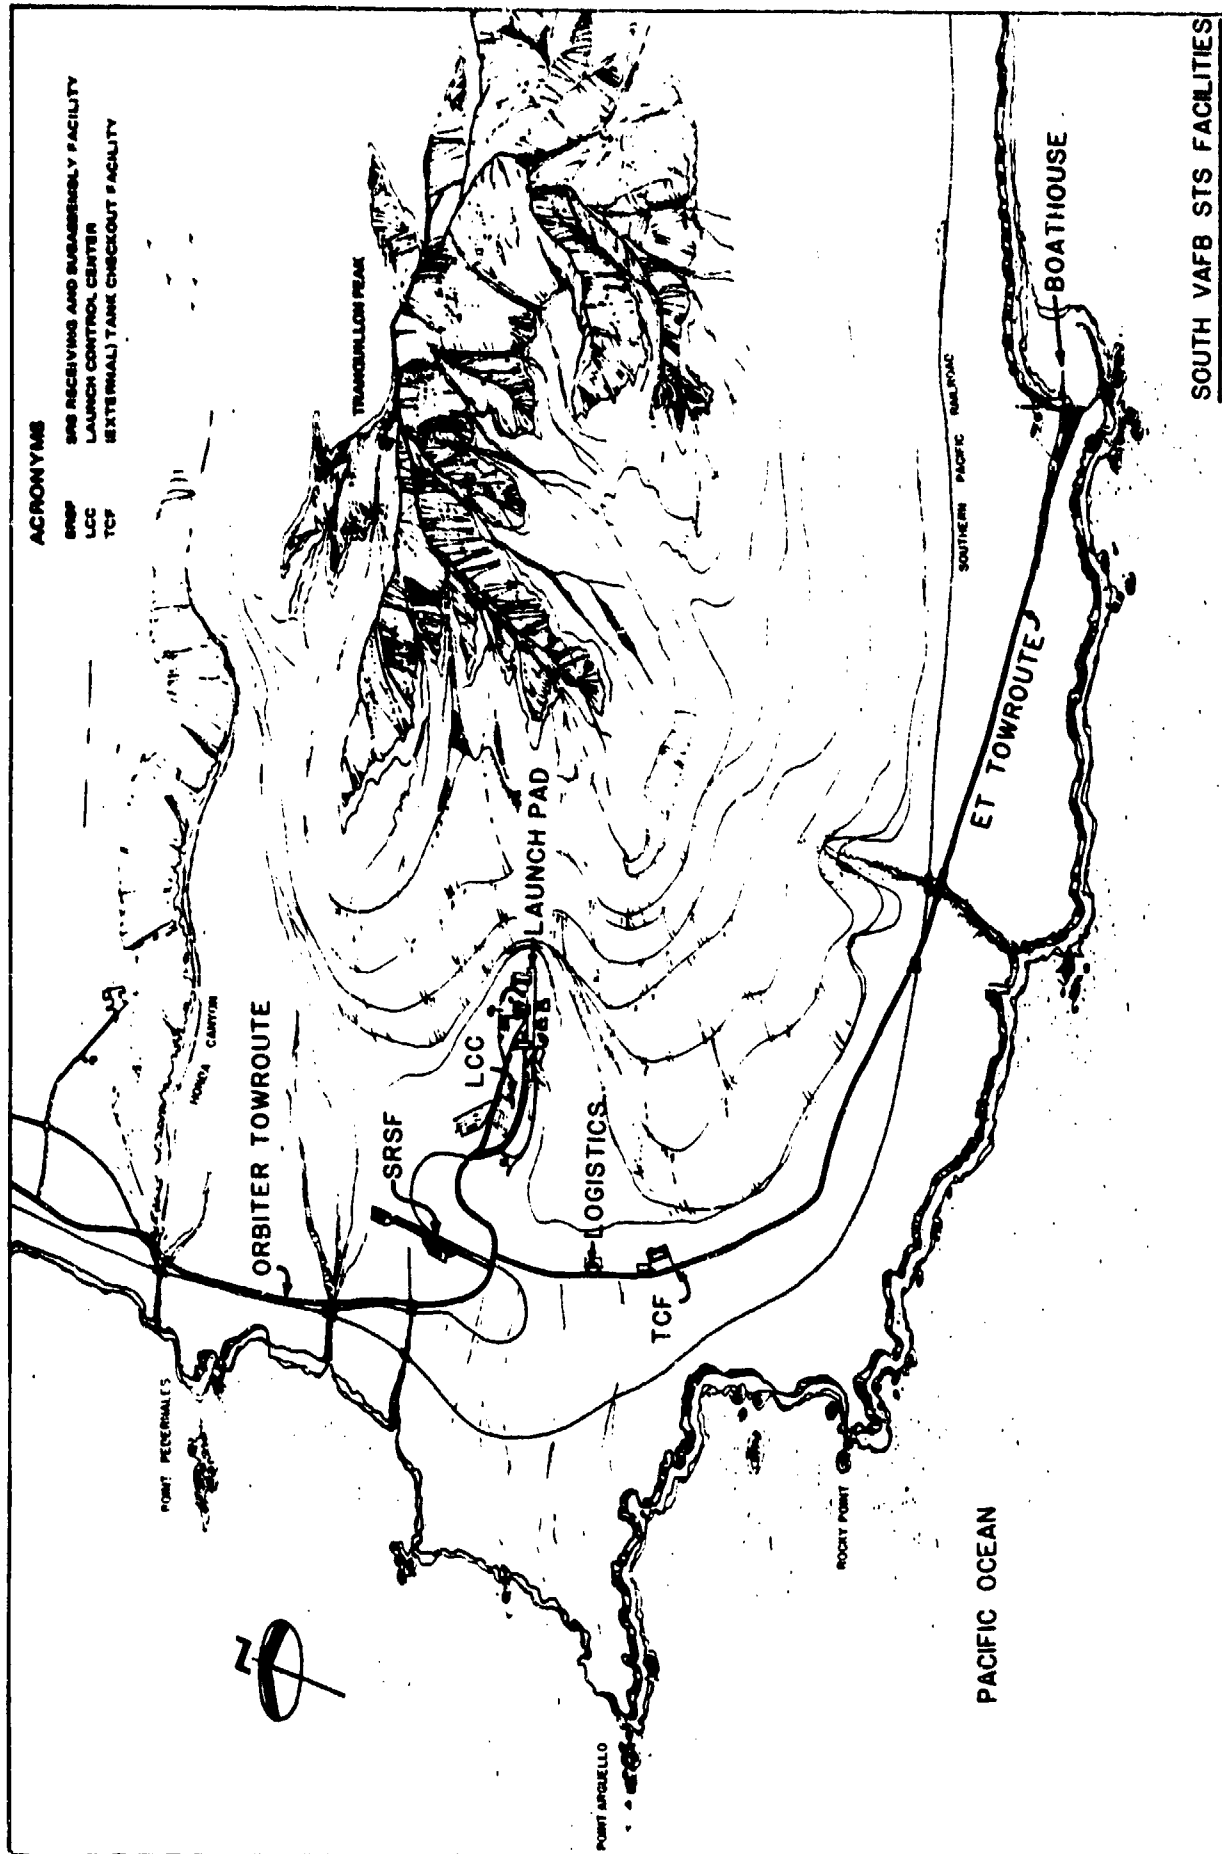 ACRONYMS
SRSF SRB RECEIVING AND SUBASSEMBLY FACILITY
LCC LAUNCH CONTROL CENTER
TCF (EXTERNAL) TANK CHECKOUT FACILITY
TRANQUILLON PEAK
HONDA CANYON
ORBITER TOWROUTE
SRSF
LCC
LAUNCH PAD
LOGISTICS
TCF
POINT PEDERNALES
N
SOUTHERN PACIFIC RAILROAD
ET TOWROUTE
BOATHOUSE
ROCKY POINT
POINT ARGUELLO
PACIFIC OCEAN
SOUTH VAFB STS FACILITIES